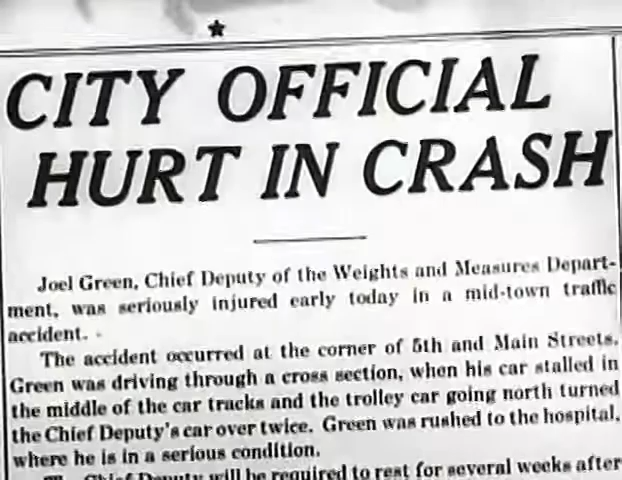 CITY OFFICIAL
HURT IN CRASH
Joel Green, Chief Deputy of the Weights and Measures Depart-
ment, was seriously injured early today in a mid-town traffic
accident.
The accident occurred at the corner of 5th and Main Streets.
Green was driving through a cross section, when his car stalled in
the middle of the car tracks and the trolley car going north turned
the Chief Deputy's car over twice. Green was rushed to the hospital,
where he is in a serious condition.
Chief Deputy will be required to rest for several weeks after